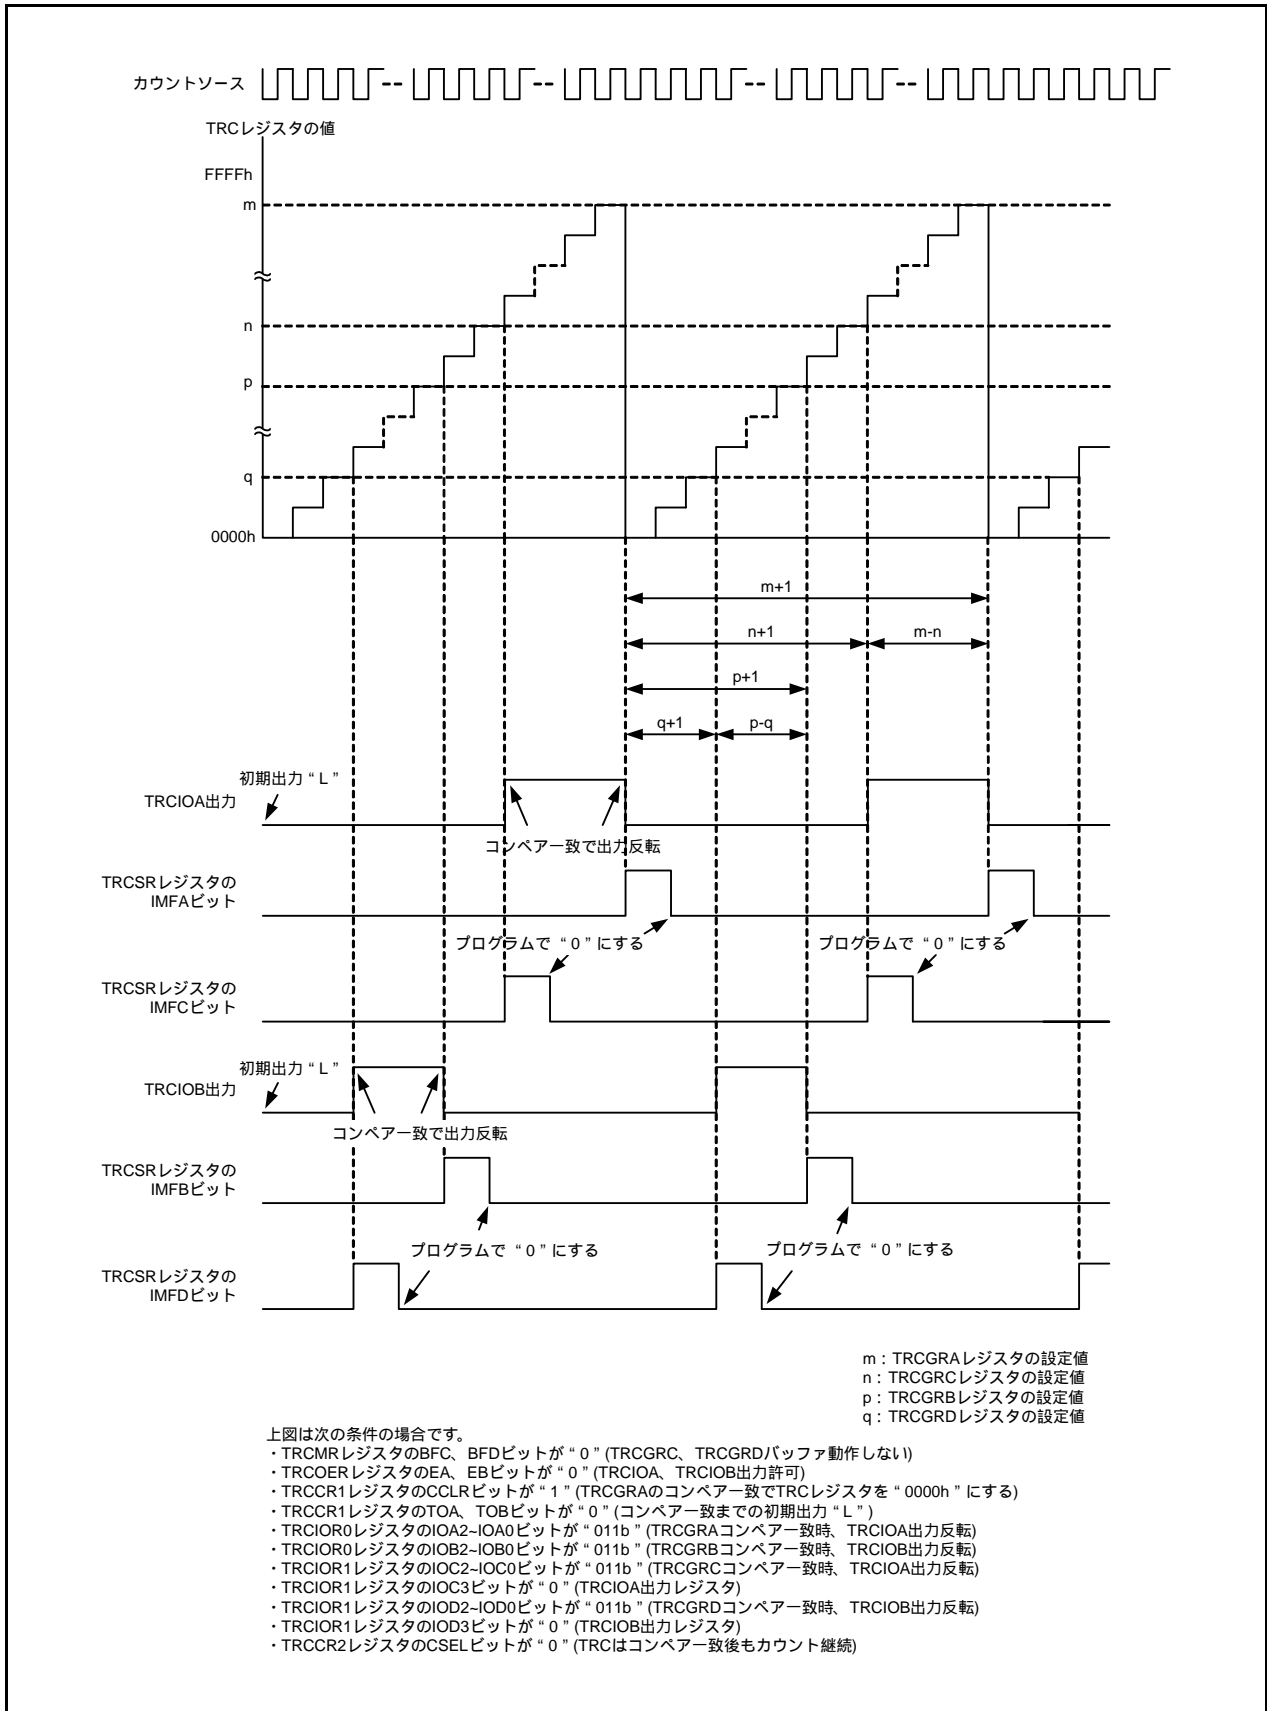 カウントソース
TRCレジスタの値
FFFFh
m
n
p
q
0000h
m+1
n+1
m-n
p+1
q+1
p-q
初期出力 “ L ”
TRCIOA出力
コンペア一致で出力反転
TRCSRレジスタの
IMFAビット
プログラムで “ 0 ” にする
プログラムで “ 0 ” にする
TRCSRレジスタの
IMFCビット
初期出力 “ L ”
TRCIOB出力
コンペア一致で出力反転
TRCSRレジスタの
IMFBビット
プログラムで “ 0 ” にする
プログラムで “ 0 ” にする
TRCSRレジスタの
IMFDビット
m : TRCGRAレジスタの設定値
n : TRCGRCレジスタの設定値
p : TRCGRBレジスタの設定値
q : TRCGRDレジスタの設定値
上図は次の条件の場合です。
・TRCMRレジスタのBFC、BFDビットが “ 0 ” (TRCGRC、TRCGRDバッファ動作しない)
・TRCOERレジスタのEA、EBビットが “ 0 ” (TRCIOA、TRCIOB出力許可)
・TRCCR1レジスタのCCLRビットが “ 1 ” (TRCGRAのコンペア一致でTRCレジスタを “ 0000h ” にする)
・TRCCR1レジスタのTOA、TOBビットが “ 0 ” (コンペア一致までの初期出力 “ L ” )
・TRCIOR0レジスタのIOA2~IOA0ビットが “ 011b ” (TRCGRAコンペア一致時、TRCIOA出力反転)
・TRCIOR0レジスタのIOB2~IOB0ビットが “ 011b ” (TRCGRBコンペア一致時、TRCIOB出力反転)
・TRCIOR1レジスタのIOC2~IOC0ビットが “ 011b ” (TRCGRCコンペア一致時、TRCIOA出力反転)
・TRCIOR1レジスタのIOC3ビットが “ 0 ” (TRCIOA出力レジスタ)
・TRCIOR1レジスタのIOD2~IOD0ビットが “ 011b ” (TRCGRDコンペア一致時、TRCIOB出力反転)
・TRCIOR1レジスタのIOD3ビットが “ 0 ” (TRCIOB出力レジスタ)
・TRCCR2レジスタのCSELビットが “ 0 ” (TRCはコンペア一致後もカウント継続)